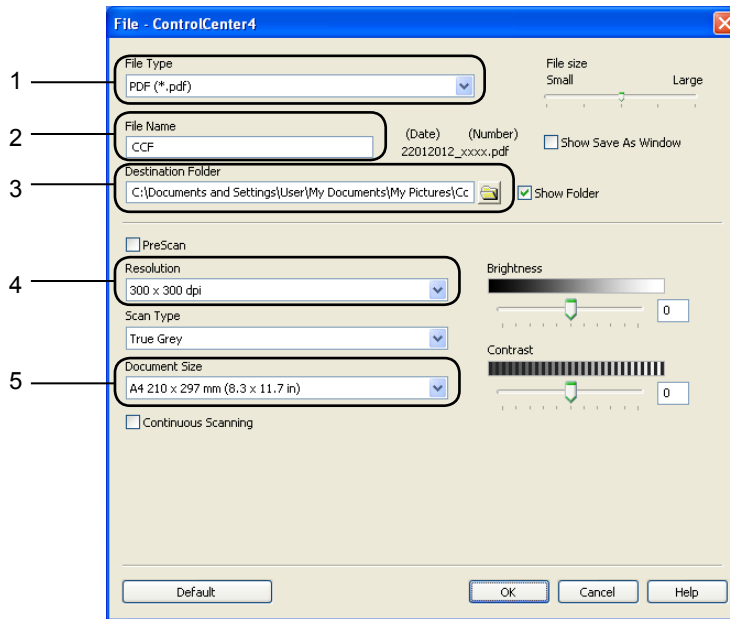 File - ControlCenter4
1
File Type
PDF (*.pdf)
File size
Small Large
2
File Name
CCF
(Date) (Number)
22012012_xxxx.pdf
Show Save As Window
3
Destination Folder
C:\Documents and Settings\User\My Documents\My Pictures\Cc
Show Folder
PreScan
4
Resolution
300 x 300 dpi
Brightness
0
Scan Type
True Grey
Contrast
0
5
Document Size
A4 210 x 297 mm (8.3 x 11.7 in)
Continuous Scanning
Default OK Cancel Help